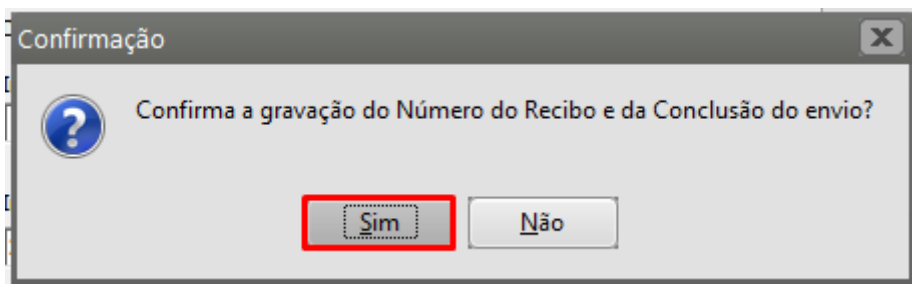 Confirmação
Confirma a gravação do Número do Recibo e da Conclusão do envio?
Sim
Não